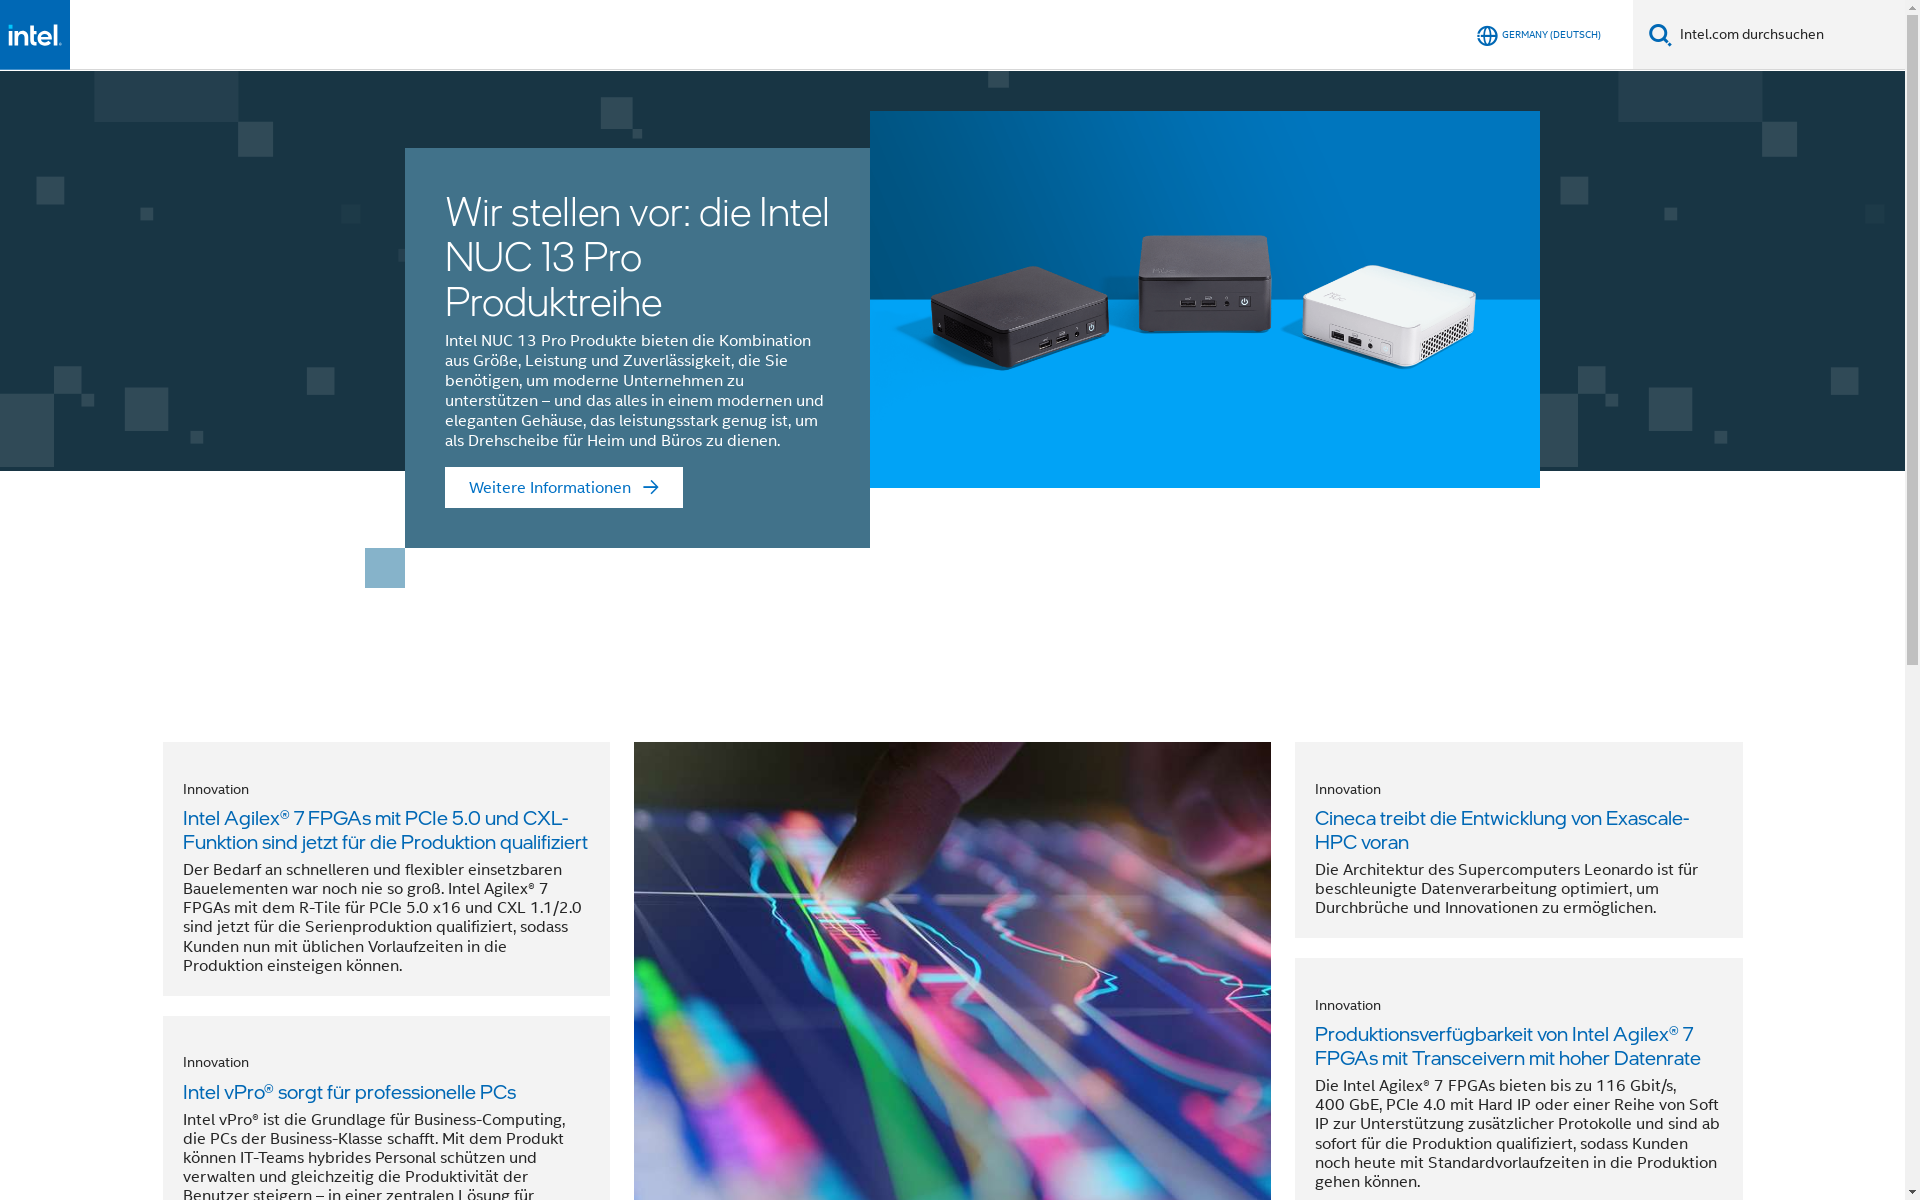 intel.
GERMANY (DEUTSCH)
Intel.com durchsuchen
Wir stellen vor: die Intel
NUC 13 Pro
Produktreihe
Intel NUC 13 Pro Produkte bieten die Kombination
aus Größe, Leistung und Zuverlässigkeit, die Sie
benötigen, um moderne Unternehmen zu
unterstützen – und das alles in einem modernen und
eleganten Gehäuse, das leistungsstark genug ist, um
als Drehscheibe für Heim und Büros zu dienen.
Weitere Informationen
Innovation
Intel Agilex® 7 FPGAs mit PCIe 5.0 und CXL-
Funktion sind jetzt für die Produktion qualifiziert
Der Bedarf an schnelleren und flexibler einsetzbaren
Bauelementen war noch nie so groß. Intel Agilex® 7
FPGAs mit dem R-Tile für PCIe 5.0 x16 und CXL 1.1/2.0
sind jetzt für die Serienproduktion qualifiziert, sodass
Kunden nun mit üblichen Vorlaufzeiten in die
Produktion einsteigen können.
Innovation
Intel vPro® sorgt für professionelle PCs
Intel vPro® ist die Grundlage für Business-Computing,
die PCs der Business-Klasse schafft. Mit dem Produkt
können IT-Teams hybrides Personal schützen und
verwalten und gleichzeitig die Produktivität der
Benutzer steigern – in einer zentralen Lösung für
Innovation
Cineca treibt die Entwicklung von Exascale-
HPC voran
Die Architektur des Supercomputers Leonardo ist für
beschleunigte Datenverarbeitung optimiert, um
Durchbrüche und Innovationen zu ermöglichen.
Innovation
Produktionsverfügbarkeit von Intel Agilex® 7
FPGAs mit Transceivern mit hoher Datenrate
Die Intel Agilex® 7 FPGAs bieten bis zu 116 Gbit/s,
400 GbE, PCIe 4.0 mit Hard IP oder einer Reihe von Soft
IP zur Unterstützung zusätzlicher Protokolle und sind ab
sofort für die Produktion qualifiziert, sodass Kunden
noch heute mit Standardvorlaufzeiten in die Produktion
gehen können.